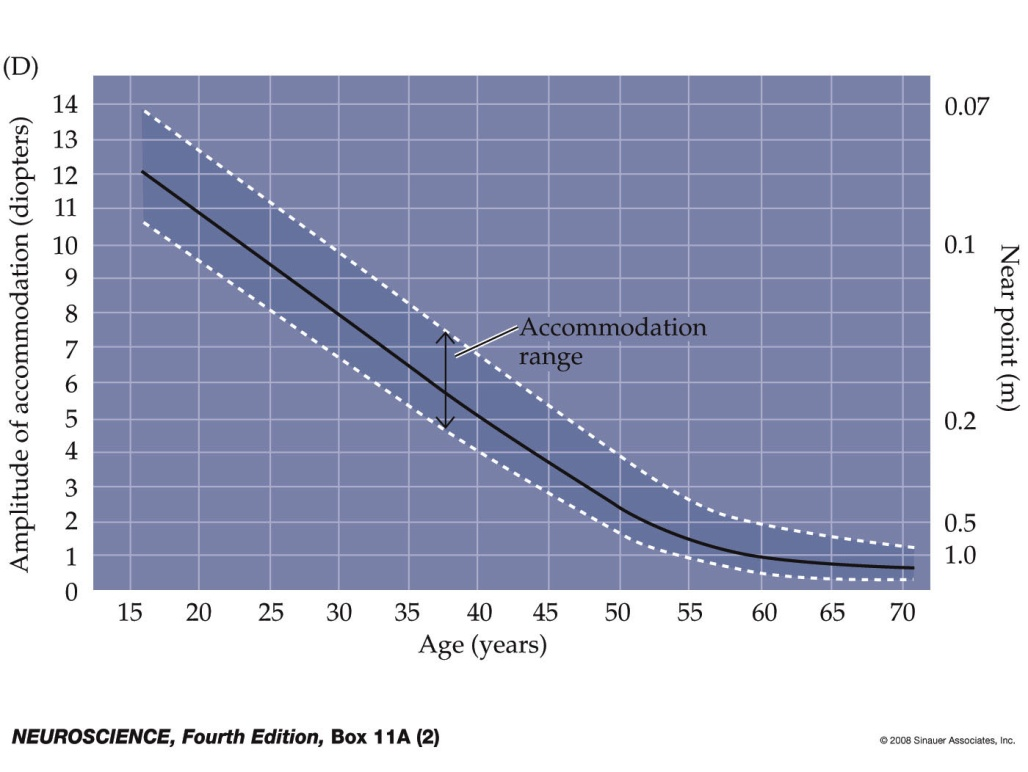 (D)
Amplitude of accommodation (diopters)
14
13
12
11
10
9
8
7
6
5
4
3
2
1
0
Accommodation
range
0.07
0.1
0.2
0.5
1.0
Near point (m)
15 20 25 30 35 40 45 50 55 60 65 70
Age (years)
NEUROSCIENCE, Fourth Edition, Box 11A (2)
© 2008 Sinauer Associates, Inc.